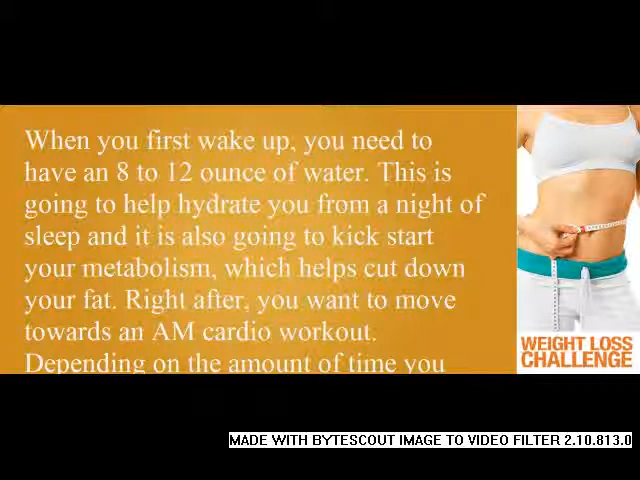 When you first wake up, you need to
have an 8 to 12 ounce of water. This is
going to help hydrate you from a night of
sleep and it is also going to kick start
your metabolism, which helps cut down
your fat. Right after, you want to move
towards an AM cardio workout.
Depending on the amount of time you
WEIGHT LOSS
CHALLENGE
MADE WITH BYTESCOUT IMAGE TO VIDEO FILTER 2.10.813.0